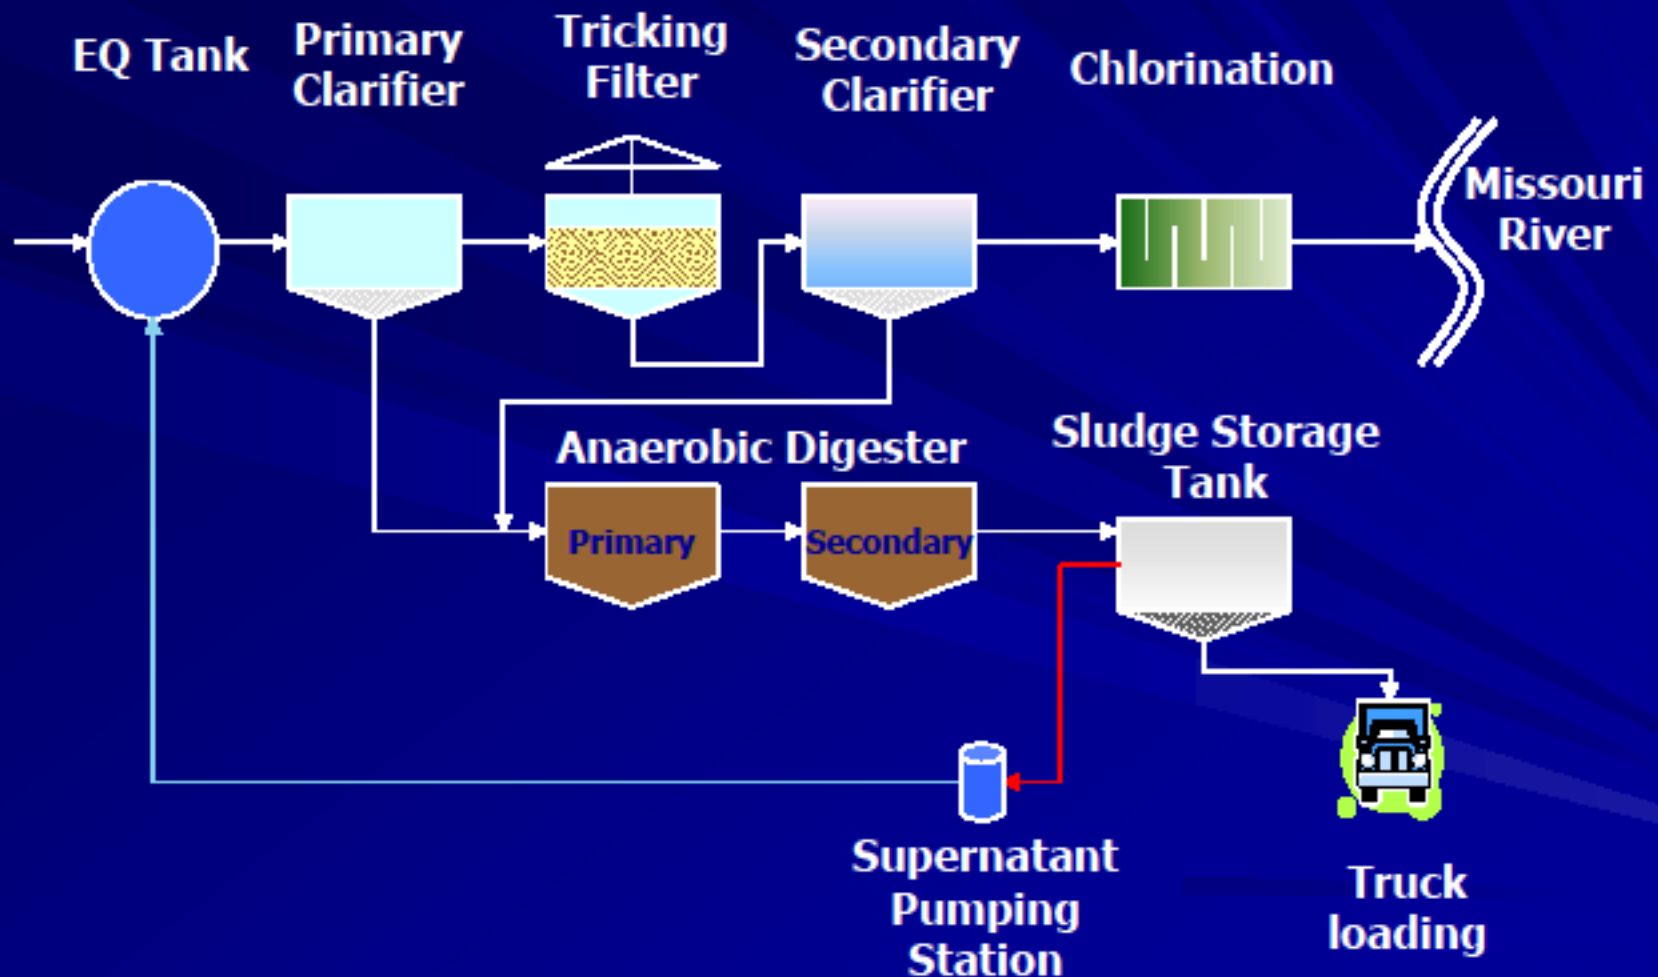 EQ Tank
Primary
Clarifier
Tricking
Filter
Secondary
Clarifier
Chlorination
Missouri
River
Anaerobic Digester
Primary
Secondary
Sludge Storage
Tank
Supernatant
Pumping
Station
Truck
loading